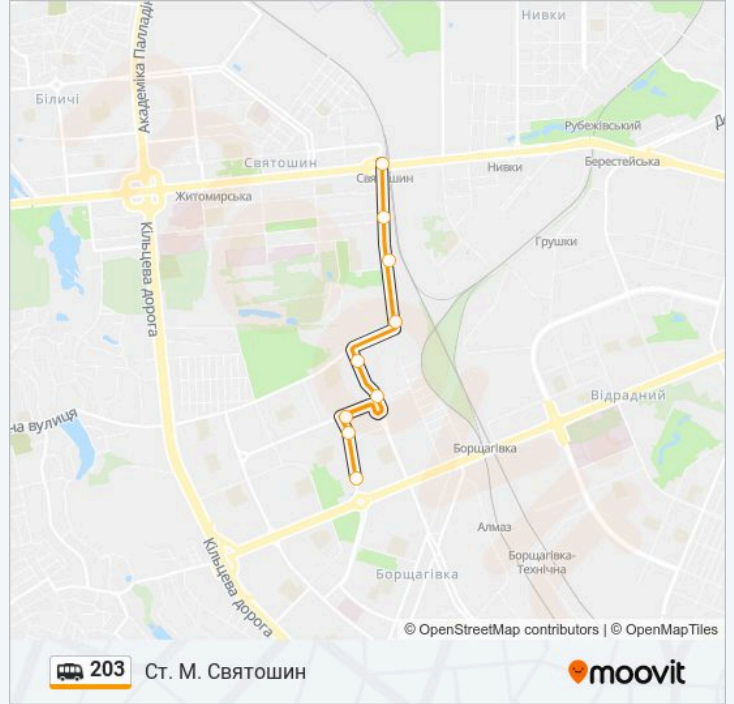 Нивки
Академіка Палладін
Біличі
Рубежівський
Святошин
Берестейська
Нивки
Святошин
Житомирська
Кільцева дорога
Грушки
Відрадний
на вулиця
Борщагівка
Алмаз
Кільцева дорога
Борщагівка-
Технічна
Борщагівка
© OpenStreetMap contributors | © OpenMapTiles
203 Ст. М. Святошин
moovit